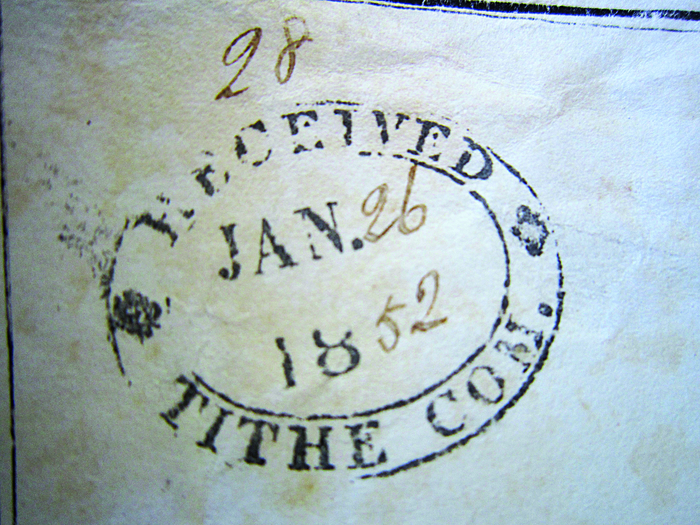 28
RECEIVED
JAN. 26
1852
TITHE COM.